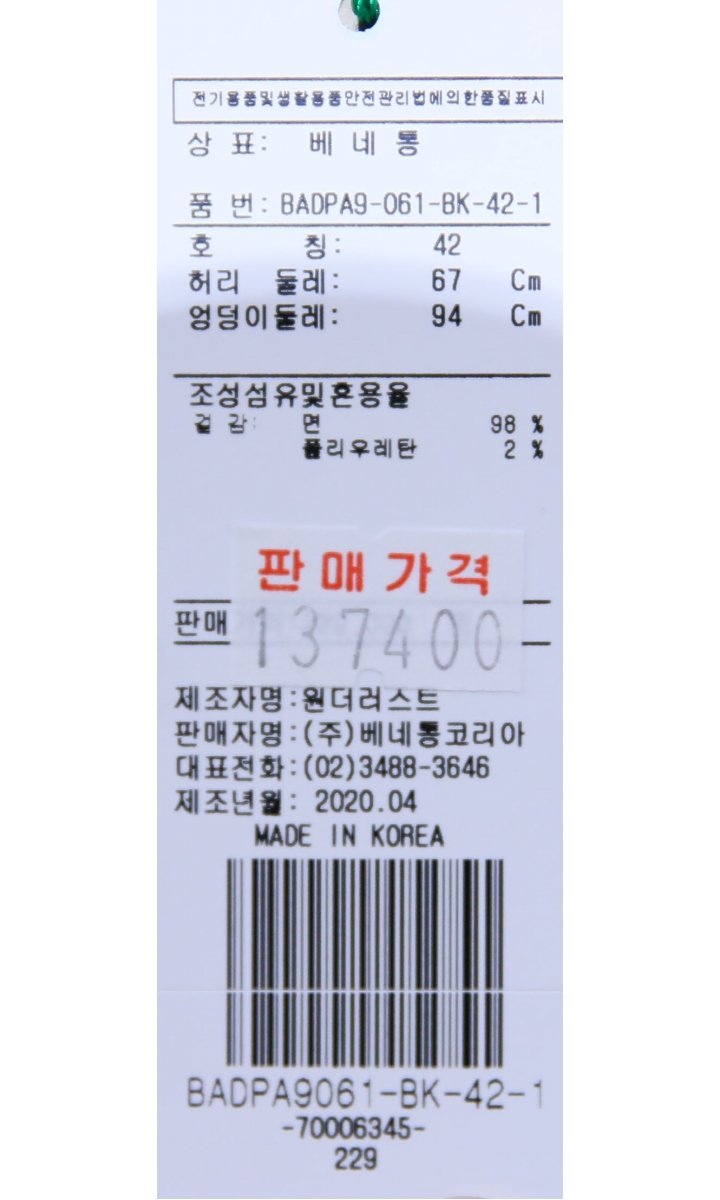 전기용품및생활용품안전관리법에의한품질표시
상 표: 베 네 통
품 번: BADPA9-061-BK-42-1
호 칭: 42
허리 둘레: 67 Cm
엉덩이둘레: 94 Cm
조성섬유및혼용율
겉 감: 면 98 %
폴리우레탄 2 %
판매가격
판매 137400
제조자명:원더러스트
판매자명:(주)베네통코리아
대표전화:(02)3488-3646
제조년월: 2020.04
MADE IN KOREA
BADPA9061-BK-42-1
-70006345-
229